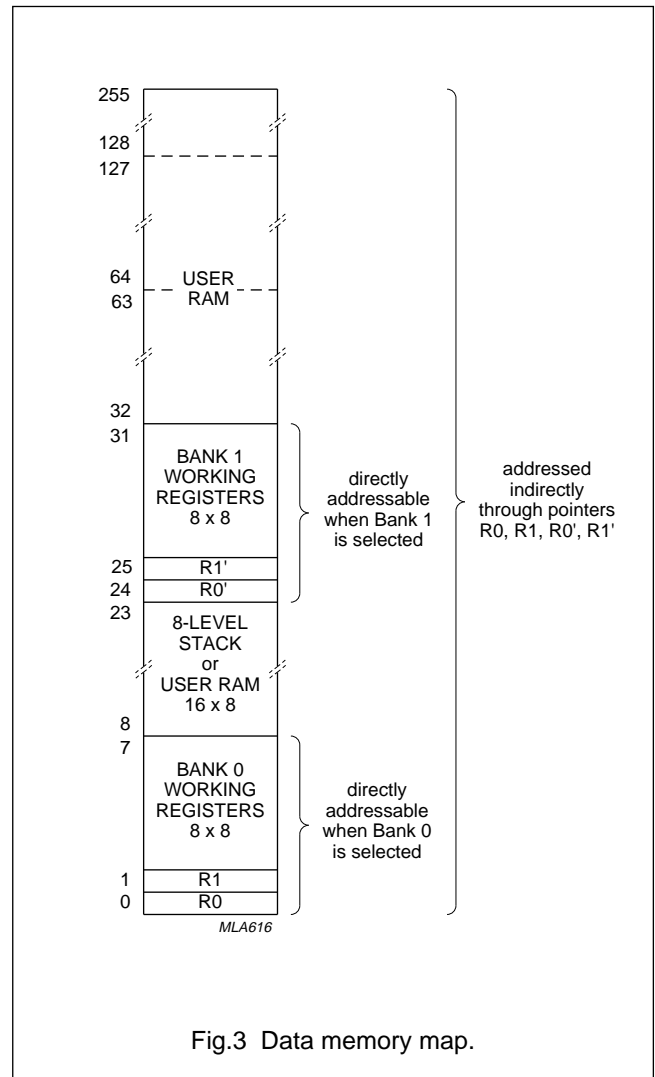 255
128
127
64
63
USER
RAM
32
31
BANK 1
WORKING
REGISTERS
8 x 8
directly
addressable
when Bank 1
is selected
addressed
indirectly
through pointers
R0, R1, R0', R1'
25
R1'
24
R0'
23
8-LEVEL
STACK
or
USER RAM
16 x 8
8
7
BANK 0
WORKING
REGISTERS
8 x 8
directly
addressable
when Bank 0
is selected
1
R1
0
R0
MLA616
Fig.3 Data memory map.